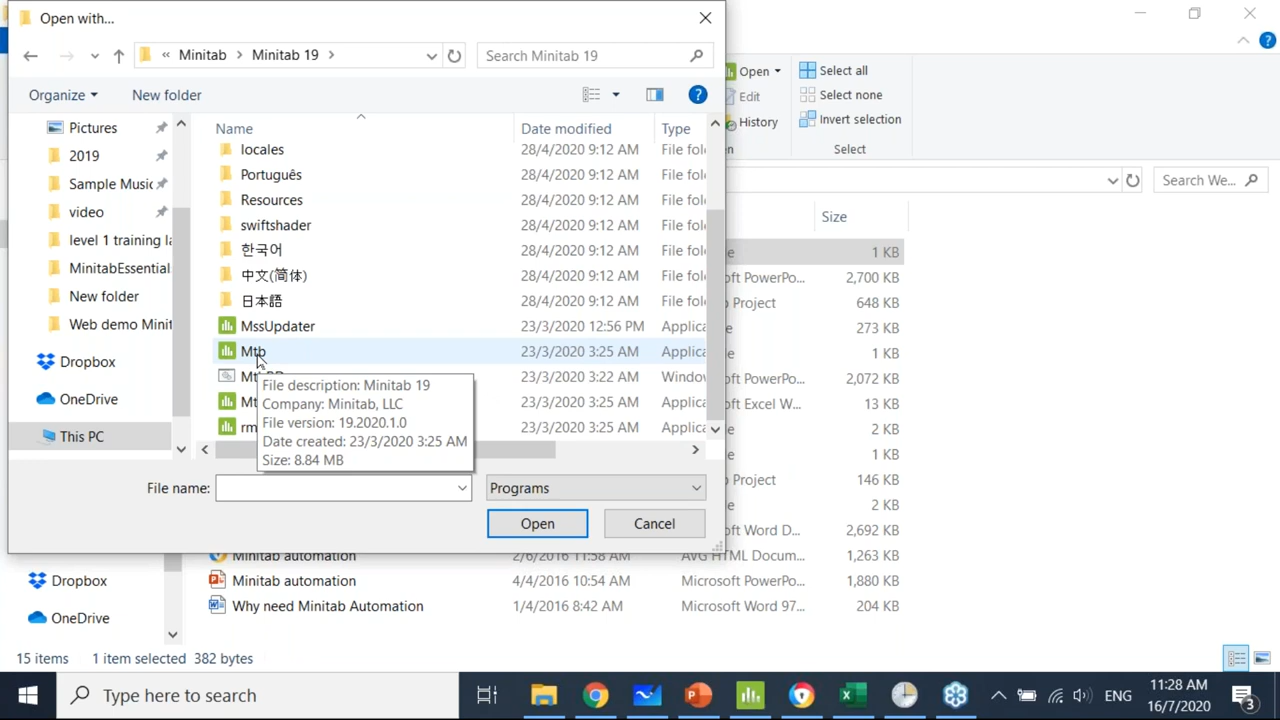 Open with...
« Minitab > Minitab 19 >
Search Minitab 19
Organize
New folder
Name
Date modified
Type
Pictures
2019
Sample Music
video
level 1 training la
MinitabEssential
New folder
Web demo Minit
Dropbox
OneDrive
This PC
locales 28/4/2020 9:12 AM File fol
Português 28/4/2020 9:12 AM File fol
Resources 28/4/2020 9:12 AM File fol
swiftshader 28/4/2020 9:12 AM File fol
한국어 28/4/2020 9:12 AM File fol
中文(简体) 28/4/2020 9:12 AM File fol
日本語 28/4/2020 9:12 AM File fol
MssUpdater 23/3/2020 12:56 PM Applica
Mtb 23/3/2020 3:25 AM Applica
23/3/2020 3:22 AM Window
Mt 23/3/2020 3:25 AM Applica
rm 23/3/2020 3:25 AM Applica
File description: Minitab 19
Company: Minitab, LLC
File version: 19.2020.1.0
Date created: 23/3/2020 3:25 AM
Size: 8.84 MB
File name:
Programs
Open
Cancel
Open
Edit
History
Select all
Select none
Invert selection
Select
Search We...
Size
e 1 KB
oft PowerPo... 2,700 KB
Project 648 KB
e 273 KB
e 1 KB
oft PowerPo... 2,072 KB
oft Excel W... 13 KB
e 2 KB
e 1 KB
Project 146 KB
e 2 KB
oft Word D... 2,692 KB
Minitab automation 2/6/2016 11:58 AM AVG HTML Docum... 1,263 KB
Minitab automation 4/4/2016 10:54 AM Microsoft PowerPo... 1,880 KB
Why need Minitab Automation 1/4/2016 8:42 AM Microsoft Word 97... 204 KB
Dropbox
OneDrive
15 items 1 item selected 382 bytes
Type here to search
ENG
11:28 AM
16/7/2020
3